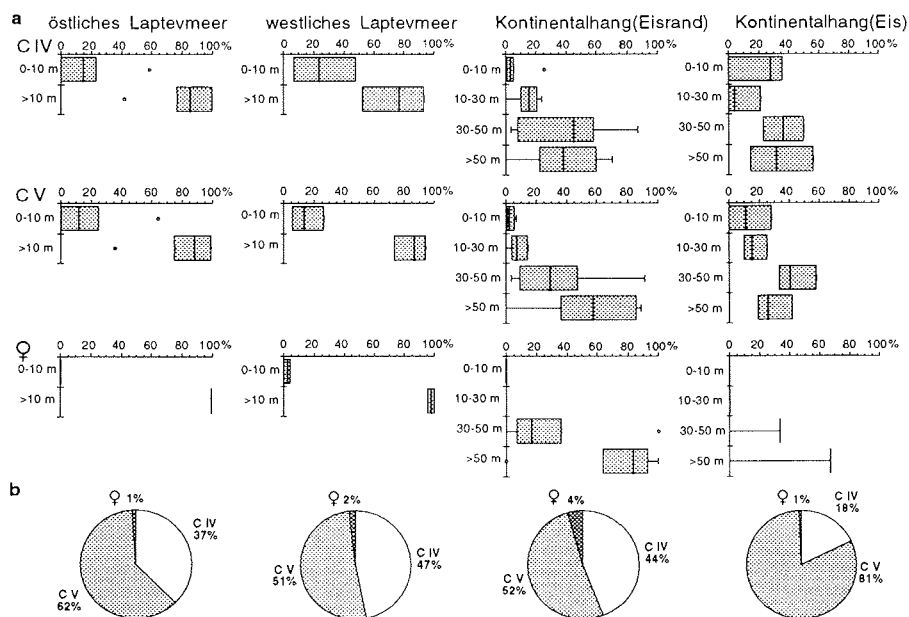 a östliches Laptevmeer westliches Laptevmeer Kontinentalhang(Eisrand) Kontinentalhang(Eis)
C IV 0 20 40 60 80 100% 0 20 40 60 80 100% 0 20 40 60 80 100% 0 20 40 60 80 100%
0-10 m 0-10 m 0-10 m 0-10 m
>10 m >10 m 10-30 m 10-30 m
30-50 m 30-50 m
>50 m >50 m
C V 0 20 40 60 80 100% 0 20 40 60 80 100% 0 20 40 60 80 100% 0 20 40 60 80 100%
0-10 m 0-10 m 0-10 m 0-10 m
>10 m >10 m 10-30 m 10-30 m
30-50 m 30-50 m
>50 m >50 m
♀ 0 20 40 60 80 100% 0 20 40 60 80 100% 0 20 40 60 80 100% 0 20 40 60 80 100%
0-10 m 0-10 m 0-10 m 0-10 m
>10 m >10 m 10-30 m 10-30 m
30-50 m 30-50 m
>50 m >50 m
b
♀ 1%
C IV
37%
C V
62%
♀ 2%
C IV
47%
C V
51%
♀ 4%
C IV
44%
C V
52%
♀ 1%
C IV
18%
C V
81%